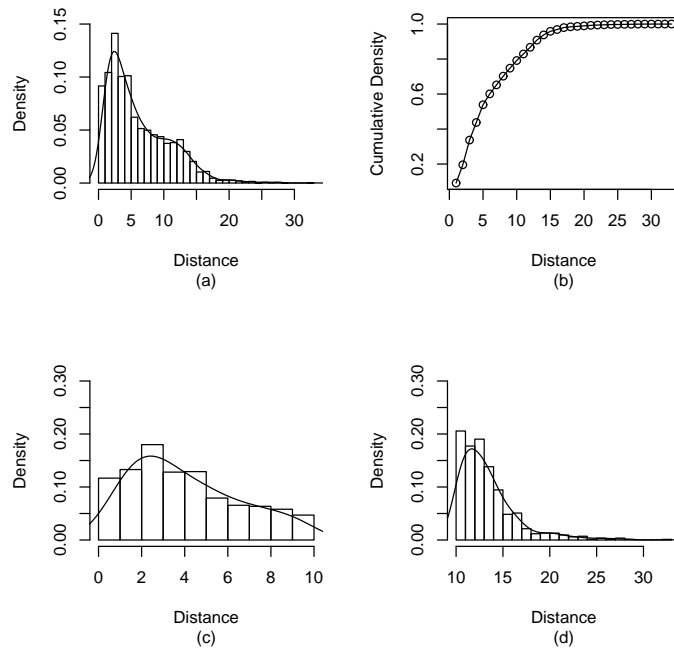 Density
0.00 0.05 0.10 0.15
0 5 10 20 30
Distance
(a)
Cumulative Density
0.2 0.6 1.0
0 5 10 15 20 25 30
Distance
(b)
Density
0.00 0.10 0.20 0.30
0 2 4 6 8 10
Distance
(c)
Density
0.00 0.10 0.20 0.30
10 15 20 25 30
Distance
(d)